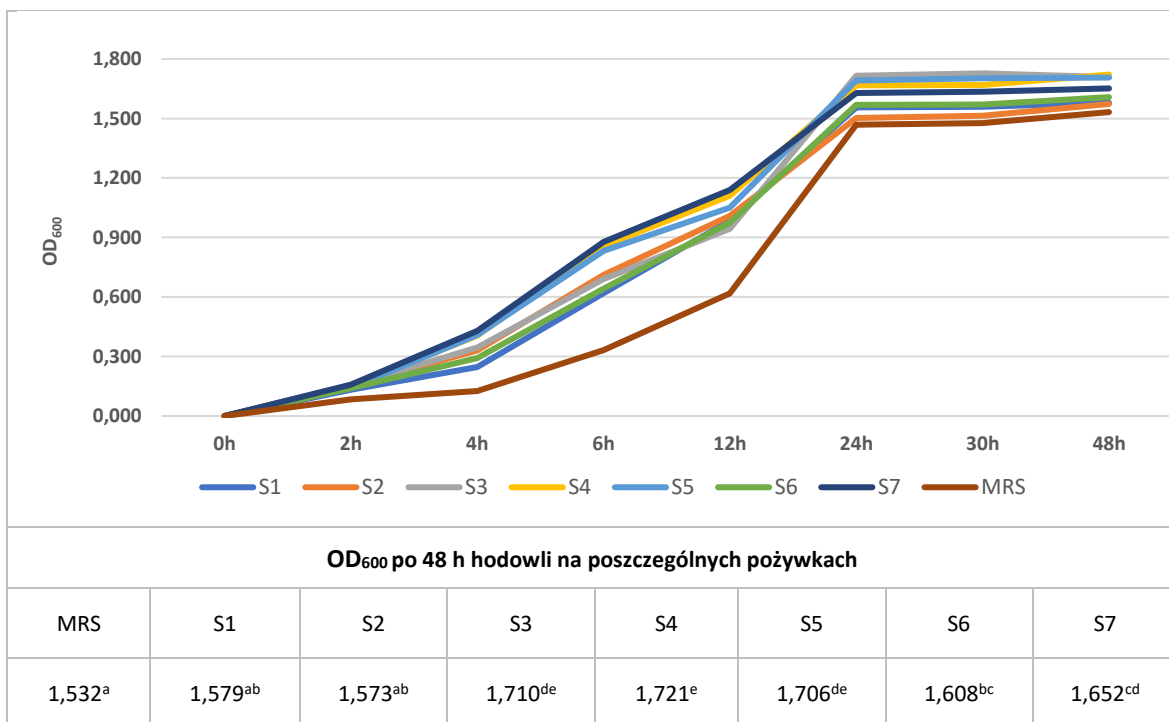 1,800
1,500
1,200
0,900
0,600
0,300
0,000
OD600
0h 2h 4h 6h 12h 24h 30h 48h
S1 S2 S3 S4 S5 S6 S7 MRS
OD600 po 48 h hodowli na poszczególnych pożywkach
MRS S1 S2 S3 S4 S5 S6 S7
1,532a 1,579ab 1,573ab 1,710de 1,721e 1,706de 1,608bc 1,652cd